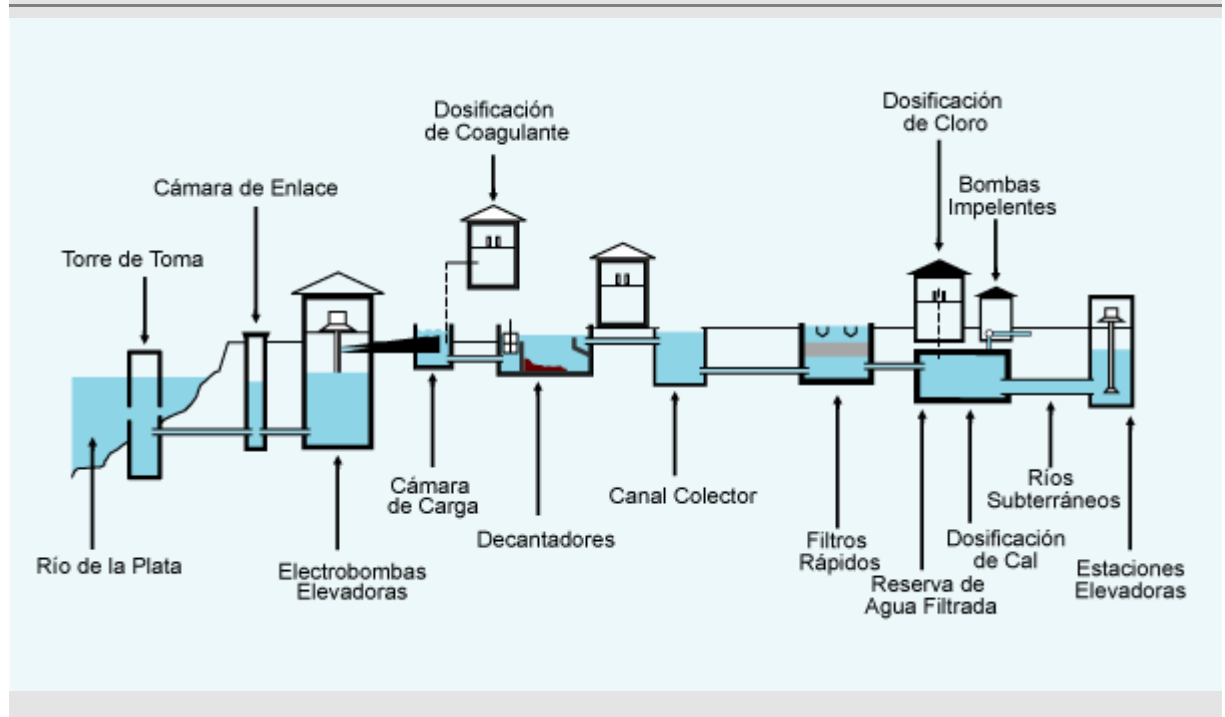 Dosificación
de Coagulante
Dosificación
de Cloro
Bombas
Impelentes
Cámara de Enlace
Torre de Toma
Río de la Plata
Electrobombas
Elevadoras
Cámara
de Carga
Decantadores
Canal Colector
Filtros
Rápidos
Reserva de
Agua Filtrada
Dosificación
de Cal
Ríos
Subterráneos
Estaciones
Elevadoras